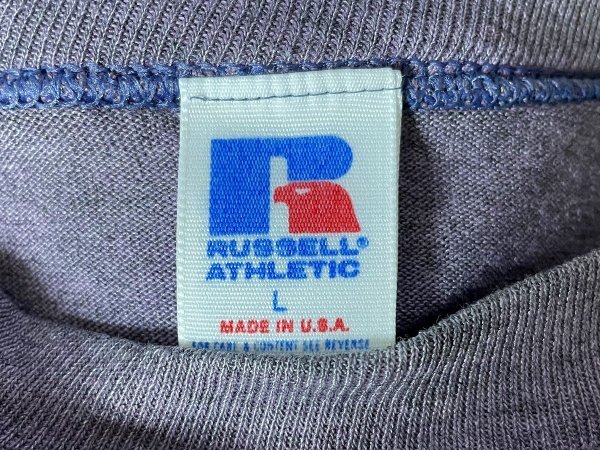 R
RUSSELL®
ATHLETIC
L
MADE IN U.S.A.
FOR CARE & CONTENT SEE REVERSE